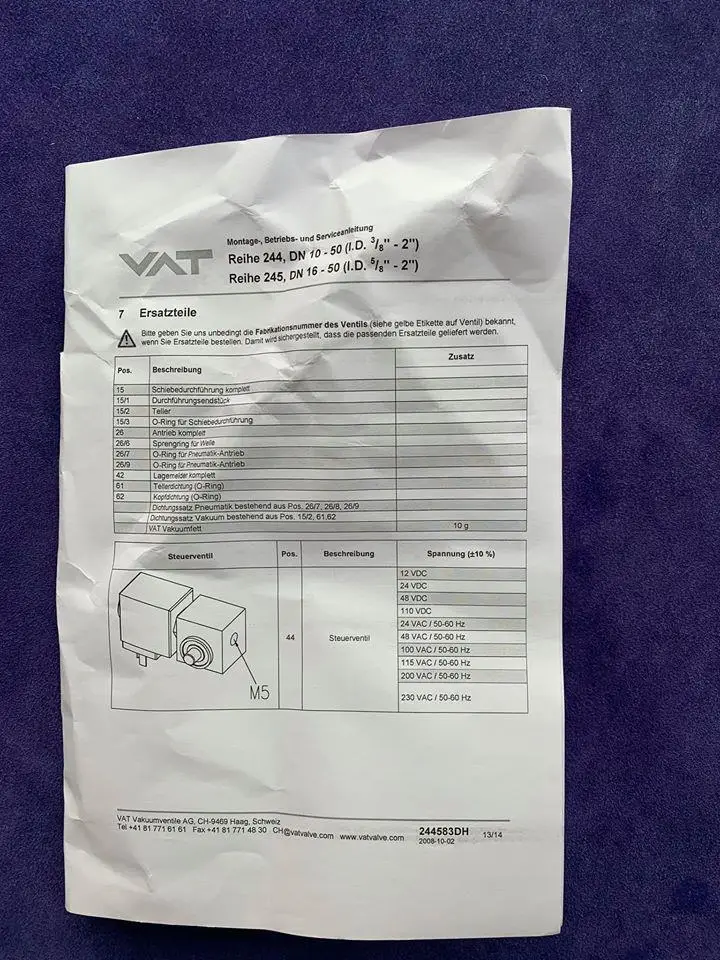 VAT
Montage-, Betriebs- und Serviceanleitung
Reihe 244, DN 10 - 50 (I.D. 3/8" - 2")
Reihe 245, DN 16 - 50 (I.D. 5/8" - 2")
7 Ersatzteile
Bitte geben Sie uns unbedingt die Fabrikationsnummer des Ventils (siehe gelbe Etikette auf Ventil) bekannt,
wenn Sie Ersatzteile bestellen. Damit wird sichergestellt, dass die passenden Ersatzteile geliefert werden.
Pos. Beschreibung Zusatz
15 Schiebedurchführung komplett
15/1 Durchführungsendstück
15/2 Teller
15/3 O-Ring für Schiebedurchführung
26 Antrieb komplett
26/6 Sprengring für Welle
26/7 O-Ring für Pneumatik-Antrieb
26/9 O-Ring für Pneumatik-Antrieb
42 Lagemelder komplett
61 Tellerdichtung (O-Ring)
62 Kopfdichtung (O-Ring)
Dichtungssatz Pneumatik bestehend aus Pos. 26/7, 26/8, 26/9
Dichtungssatz Vakuum bestehend aus Pos. 15/2, 61,62
VAT Vakuumfett 10 g
Steuerventil Pos. Beschreibung Spannung (±10 %)
12 VDC
24 VDC
48 VDC
110 VDC
24 VAC / 50-60 Hz
44 Steuerventil 48 VAC / 50-60 Hz
100 VAC / 50-60 Hz
115 VAC / 50-60 Hz
200 VAC / 50-60 Hz
230 VAC / 50-60 Hz
M5
VAT Vakuumventile AG, CH-9469 Haag, Schweiz
Tel +41 81 771 61 61 Fax +41 81 771 48 30 CH@vatvalve.com www.vatvalve.com 244583DH 13/14
2008-10-02